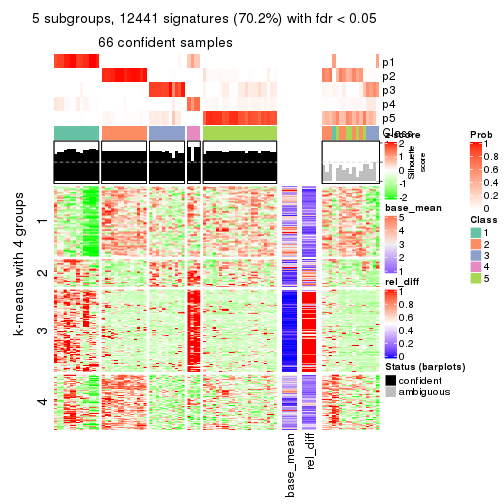 5 subgroups, 12441 signatures (70.2%) with fdr < 0.05
66 confident samples
p1
p2
p3
p4
p5
Class
z-score
2
1
0
-1
-2
Silhouette
score
Prob
1
0.8
0.6
0.4
0.2
0
base_mean
5
4
3
2
1
Class
1
2
3
4
5
rel_diff
1
0.8
0.6
0.4
0.2
0
Status (barplots)
confident
ambiguous
k-means with 4 groups
1
2
3
4
base_mean
rel_diff